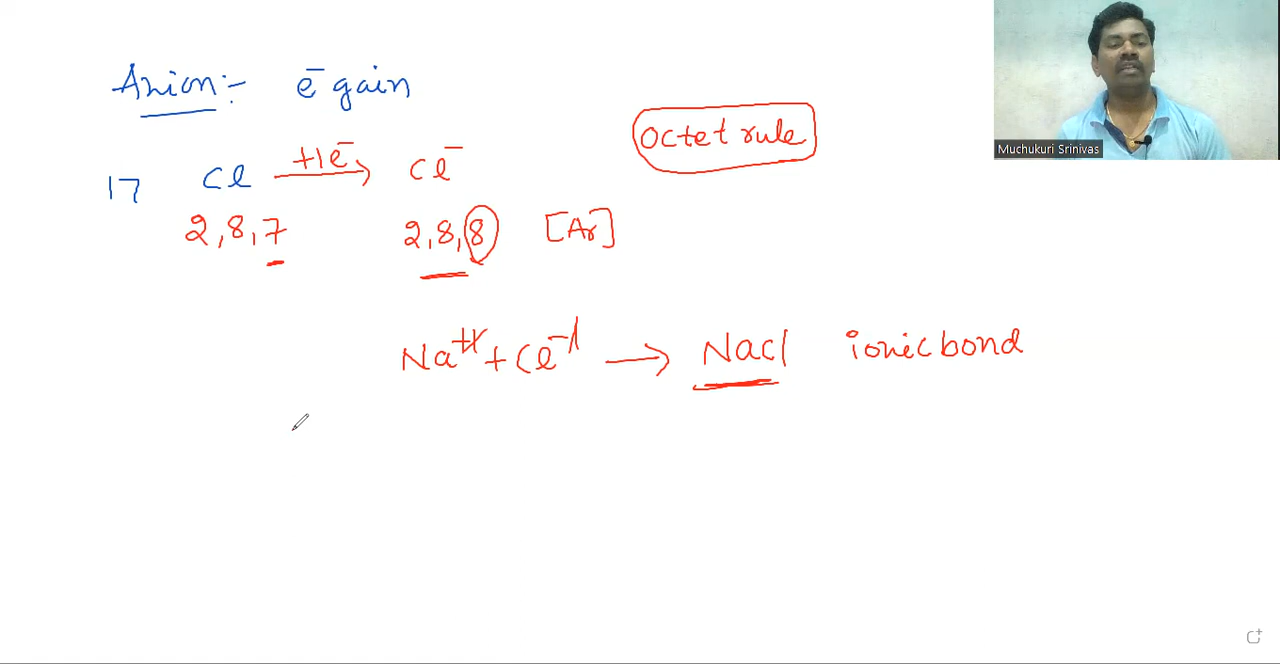 Anion:- e⁻ gain
Octet rule
Muchukuri Srinivas
17 Cl +1e⁻ → Cl⁻
2,8,7 2,8,8 [Ar]
Na⁺¹ + Cl⁻¹ → NaCl ionic bond